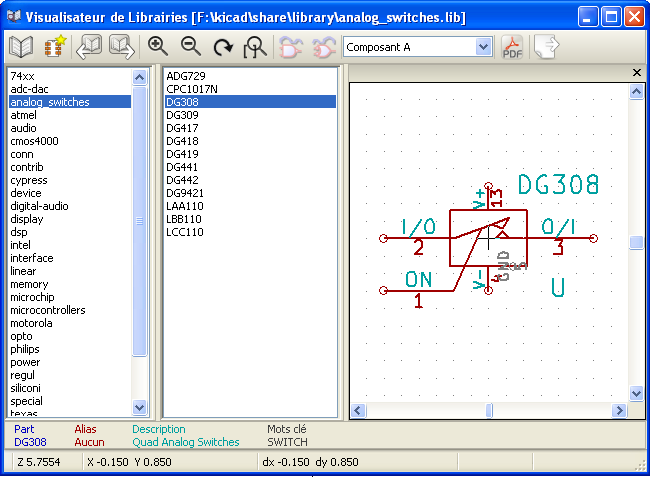 Visualisateur de Librairies [F:\kicad\share\library\analog_switches.lib]
Composant A
PDF
74xx
adc-dac
analog_switches
atmel
audio
cmos4000
conn
contrib
cypress
device
digital-audio
display
dsp
intel
interface
linear
memory
microchip
microcontrollers
motorola
opto
philips
power
regul
siliconi
special
texas
ADG729
CPC1017N
DG308
DG309
DG417
DG418
DG419
DG441
DG442
DG9421
LAA110
LBB110
LCC110
DG308
V+
13
I/O
O/I
2
3
GND
5
ON
V-
4
U
1
Part Alias Description Mots clé
DG308 Aucun Quad Analog Switches SWITCH
Z 5.7554 X -0.150 Y 0.850 dx -0.150 dy 0.850